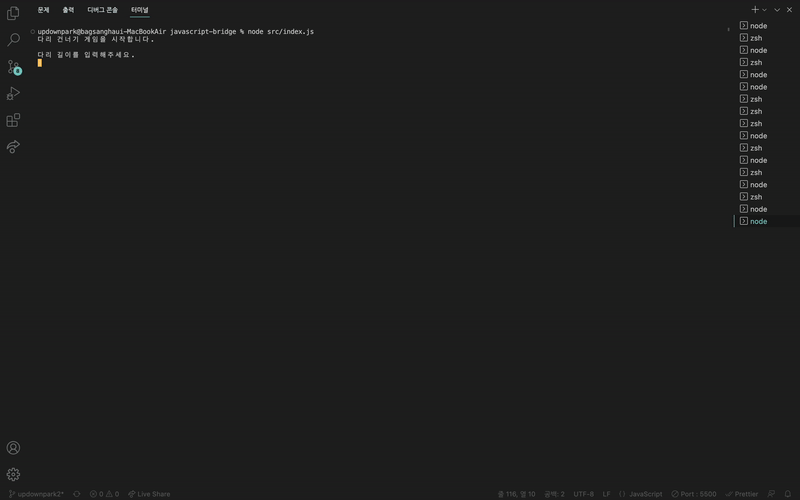 문제 출력 디버그 콘솔 터미널
updownpark@bagsanghaui-MacBookAir javascript-bridge % node src/index.js
다리 건너기 게임을 시작합니다.
다리 길이를 입력해주세요.
node
zsh
node
zsh
node
node
zsh
zsh
zsh
node
zsh
node
zsh
node
zsh
node
node
8
updownpark2* 0 0 Live Share 줄 116, 열 10 공백: 2 UTF-8 LF {} JavaScript Port : 5500 Prettier